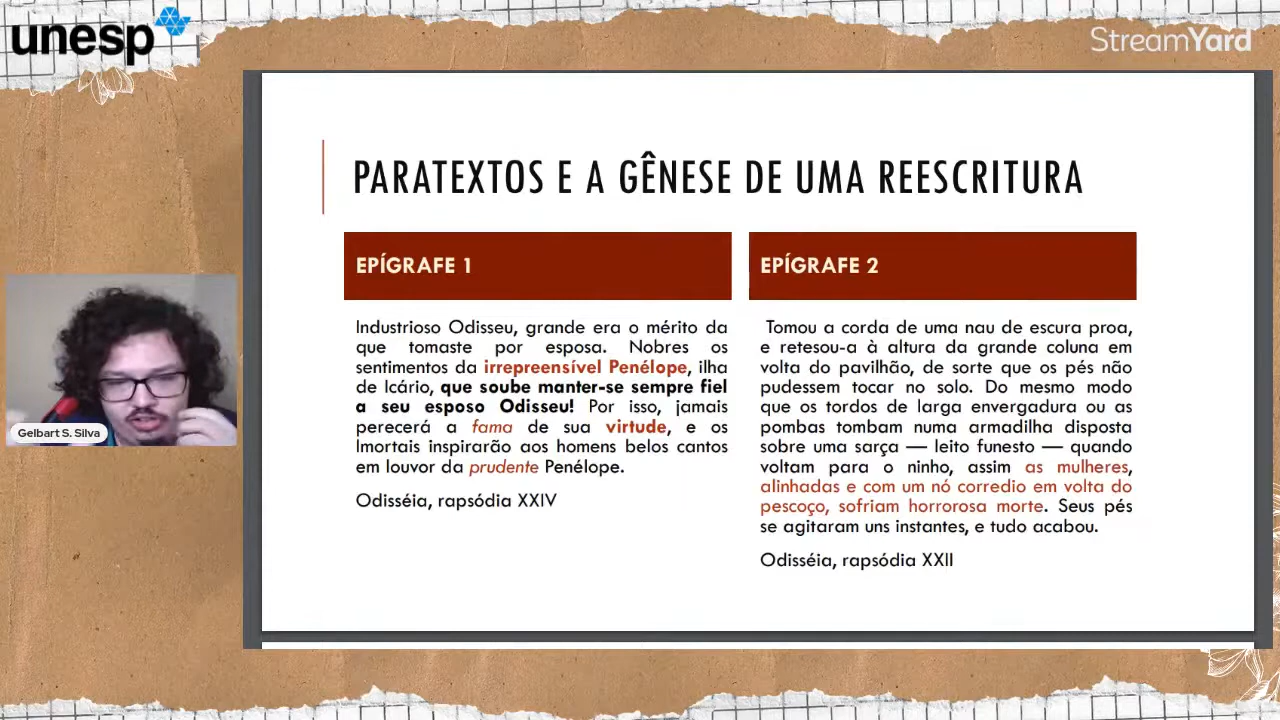 unesp
StreamYard
PARATEXTOS E A GÊNESE DE UMA REESCRITURA
EPÍGRAFE 1
Industrioso Odisseu, grande era o mérito da
que tomaste por esposa. Nobres os
sentimentos da irrepreensível Penélope, ilha
de Icário, que soube manter-se sempre fiel
a seu esposo Odisseu! Por isso, jamais
perecerá a fama de sua virtude, e os
Imortais inspirarão aos homens belos cantos
em louvor da prudente Penélope.
Odisséia, rapsódia XXIV
EPÍGRAFE 2
Tomou a corda de uma nau de escura proa,
e retesou-a à altura da grande coluna em
volta do pavilhão, de sorte que os pés não
pudessem tocar no solo. Do mesmo modo
que os tordos de larga envergadura ou as
pombas tombam numa armadilha disposta
sobre uma sarça — leito funesto — quando
voltam para o ninho, assim as mulheres,
alinhadas e com um nó corredio em volta do
pescoço, sofriam horrorosa morte. Seus pés
se agitaram uns instantes, e tudo acabou.
Odisséia, rapsódia XXII
Gelbart S. Silva